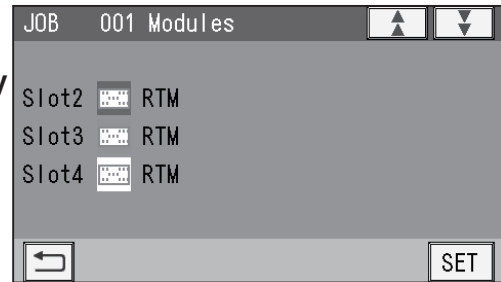 JOB 001 Modules
Slot2 RTM
Slot3 RTM
Slot4 RTM
SET